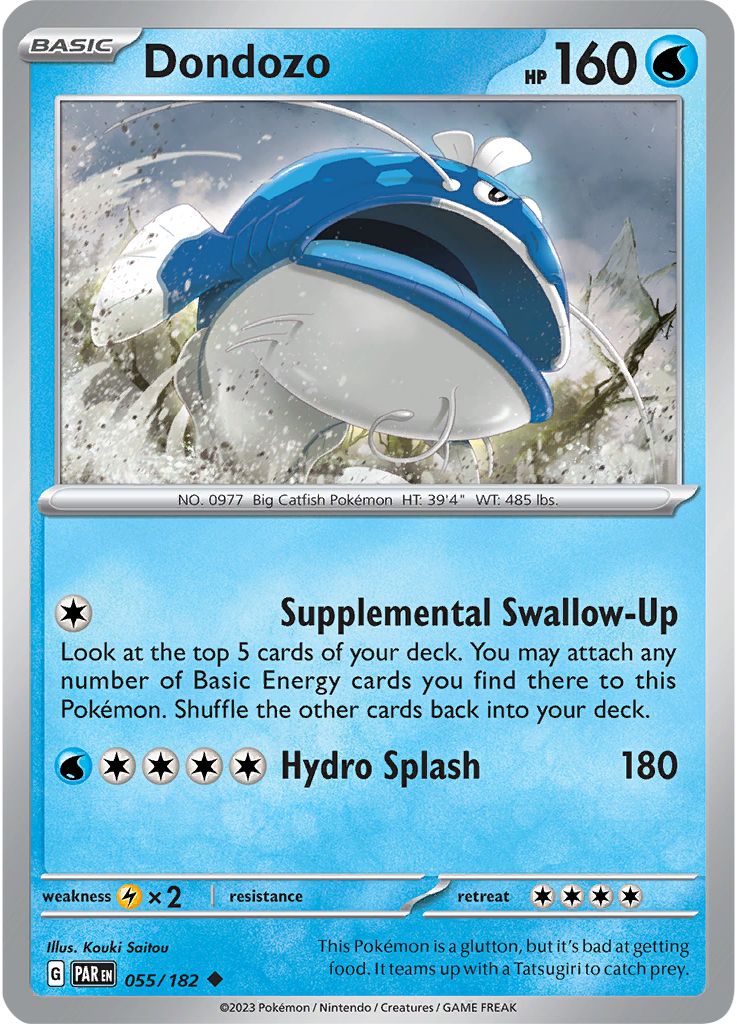 BASIC
Dondozo
HP 160
NO. 0977 Big Catfish Pokémon HT: 39'4" WT: 485 lbs.
Supplemental Swallow-Up
Look at the top 5 cards of your deck. You may attach any
number of Basic Energy cards you find there to this
Pokémon. Shuffle the other cards back into your deck.
Hydro Splash 180
weakness ×2 resistance retreat
Illus. Kouki Saitou
This Pokémon is a glutton, but it's bad at getting
food. It teams up with a Tatsugiri to catch prey.
G PAR EN 055/182
©2023 Pokémon / Nintendo / Creatures / GAME FREAK